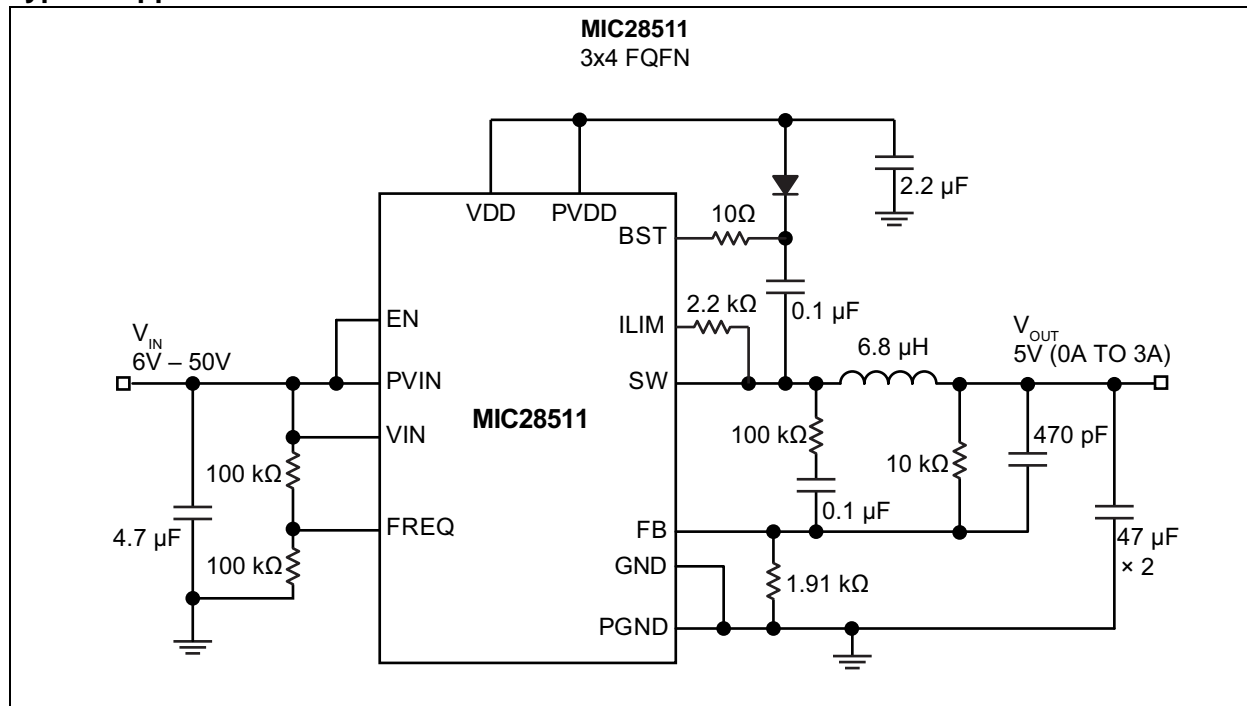 MIC28511
3x4 FQFN
VDD
PVDD
2.2 µF
10Ω
BST
0.1 µF
2.2 kΩ
ILIM
EN
V_IN
6V – 50V
V_OUT
5V (0A TO 3A)
6.8 µH
SW
PVIN
MIC28511
VIN
100 kΩ
100 kΩ
10 kΩ
470 pF
0.1 µF
FREQ
FB
4.7 µF
47 µF
× 2
100 kΩ
GND
1.91 kΩ
PGND